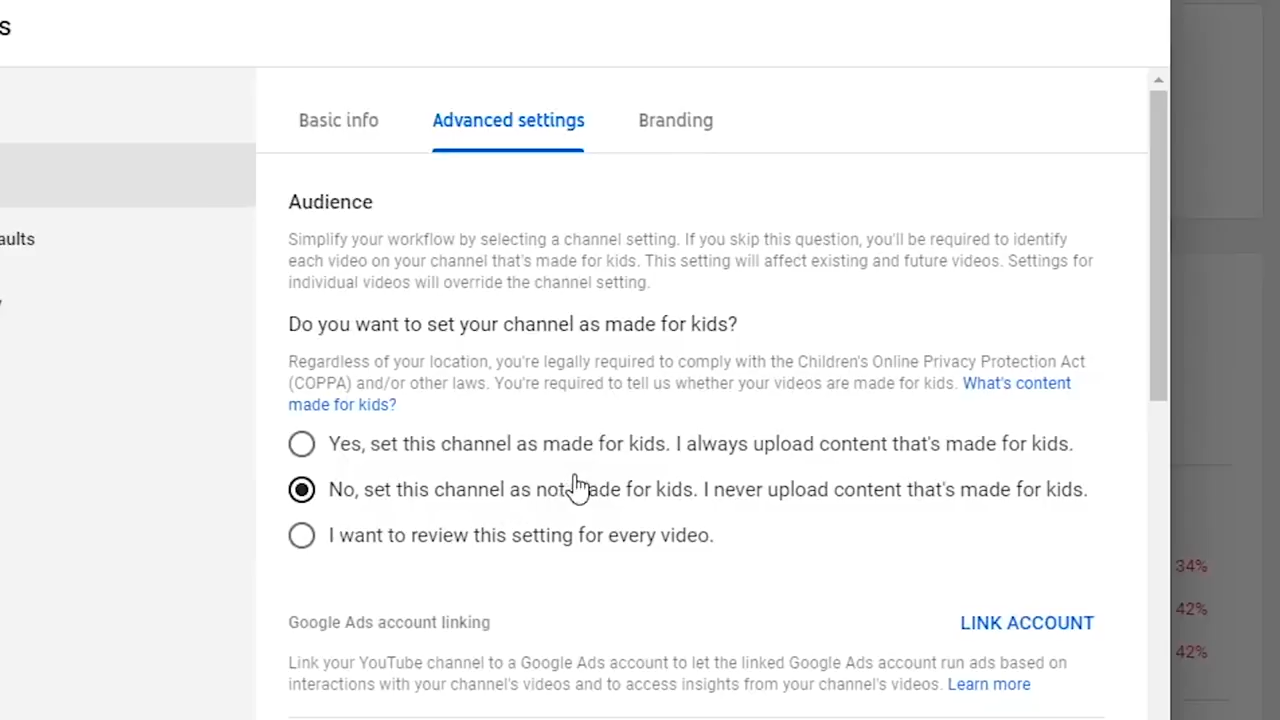 s
Basic info
Advanced settings
Branding
Audience
Simplify your workflow by selecting a channel setting. If you skip this question, you'll be required to identify
each video on your channel that's made for kids. This setting will affect existing and future videos. Settings for
individual videos will override the channel setting.
aults
Do you want to set your channel as made for kids?
Regardless of your location, you're legally required to comply with the Children's Online Privacy Protection Act
(COPPA) and/or other laws. You're required to tell us whether your videos are made for kids. What's content
made for kids?
Yes, set this channel as made for kids. I always upload content that's made for kids.
No, set this channel as not made for kids. I never upload content that's made for kids.
I want to review this setting for every video.
34%
42%
42%
Google Ads account linking
LINK ACCOUNT
Link your YouTube channel to a Google Ads account to let the linked Google Ads account run ads based on
interactions with your channel's videos and to access insights from your channel's videos. Learn more